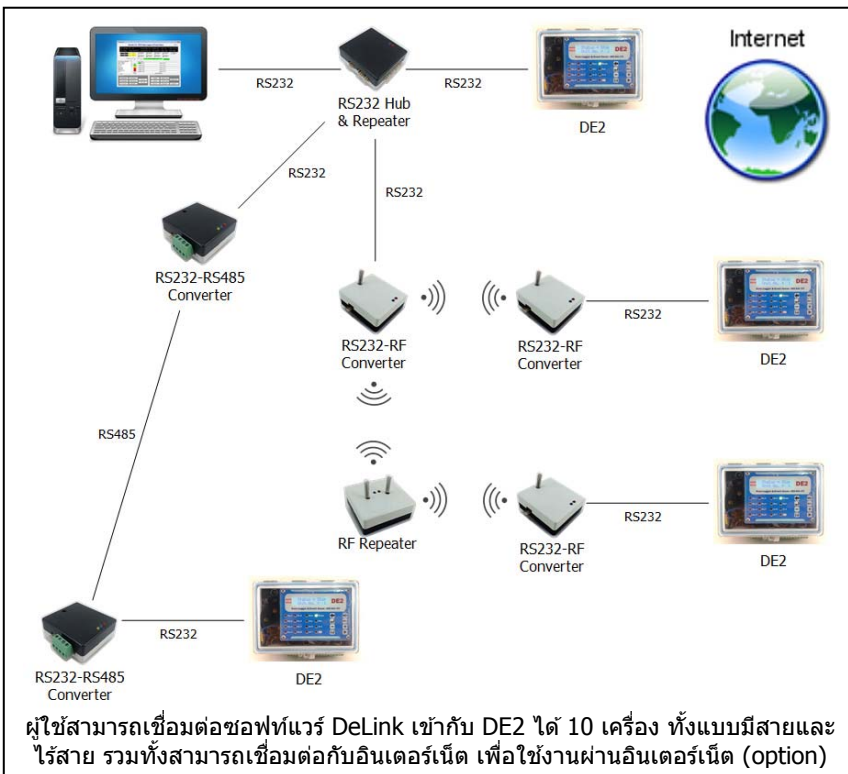 Internet
RS232
RS232
RS232 Hub
& Repeater
DE2
RS232
RS232
RS232-RS485
Converter
RS232-RF
Converter
RS232-RF
Converter
RS232
DE2
RS485
RF Repeater
RS232-RF
Converter
RS232
DE2
RS232
RS232-RS485
Converter
DE2
ผู้ใช้สามารถเชื่อมต่อซอฟท์แวร์ DeLink เข้ากับ DE2 ได้ 10 เครื่อง ทั้งแบบมีสายและ
ไร้สาย รวมทั้งสามารถเชื่อมต่อกับอินเตอร์เน็ต เพื่อใช้งานผ่านอินเตอร์เน็ต (option)